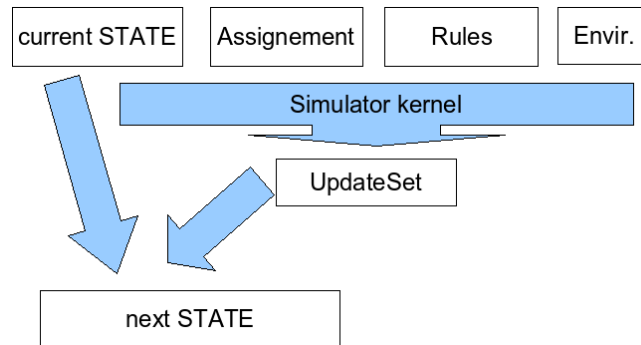 current STATE
Assignement
Rules
Envir.
Simulator kernel
UpdateSet
next STATE